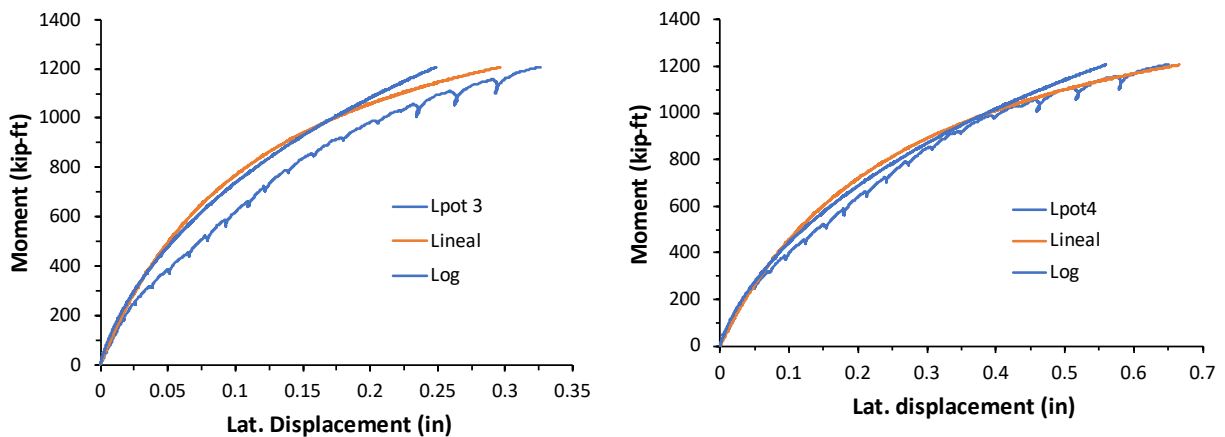 1400
1200
1000
800
600
400
200
0
Moment (kip-ft)
Lpot 3
Lineal
Log
0 0.05 0.1 0.15 0.2 0.25 0.3 0.35
Lat. Displacement (in)
1400
1200
1000
800
600
400
200
0
Moment (kip-ft)
Lpot4
Lineal
Log
0 0.1 0.2 0.3 0.4 0.5 0.6 0.7
Lat. displacement (in)